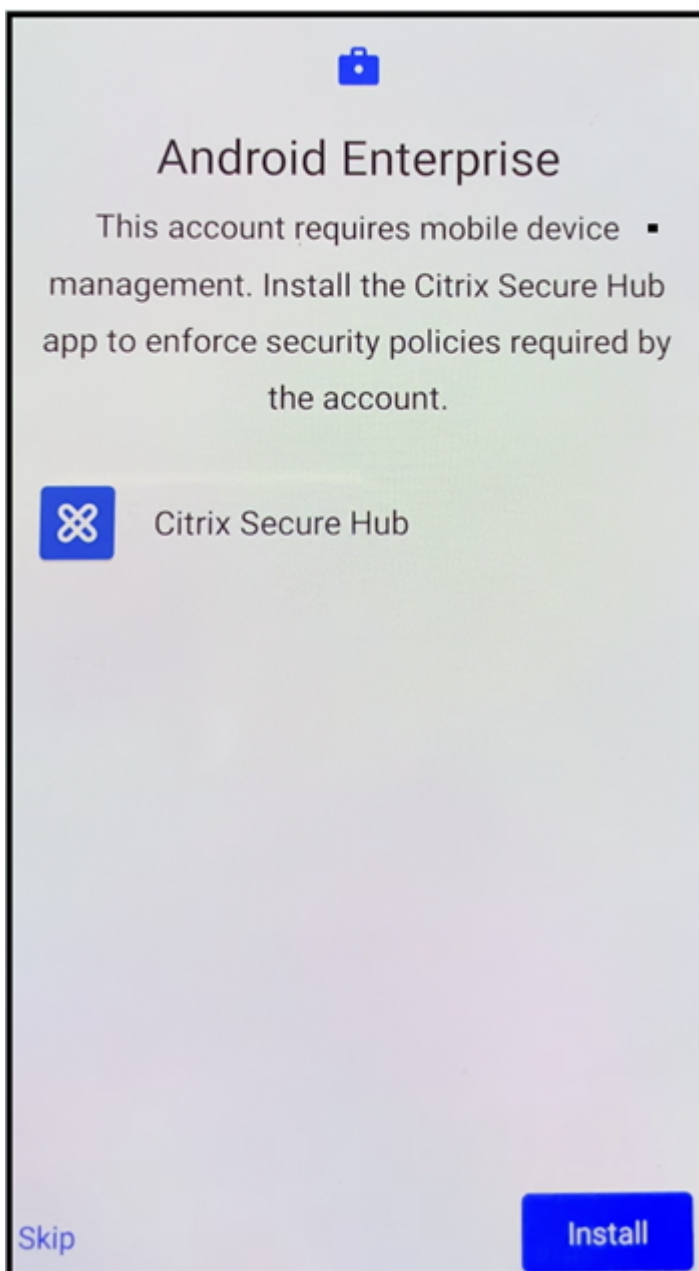 Android Enterprise
This account requires mobile device
management. Install the Citrix Secure Hub
app to enforce security policies required by
the account.
Citrix Secure Hub
Skip
Install